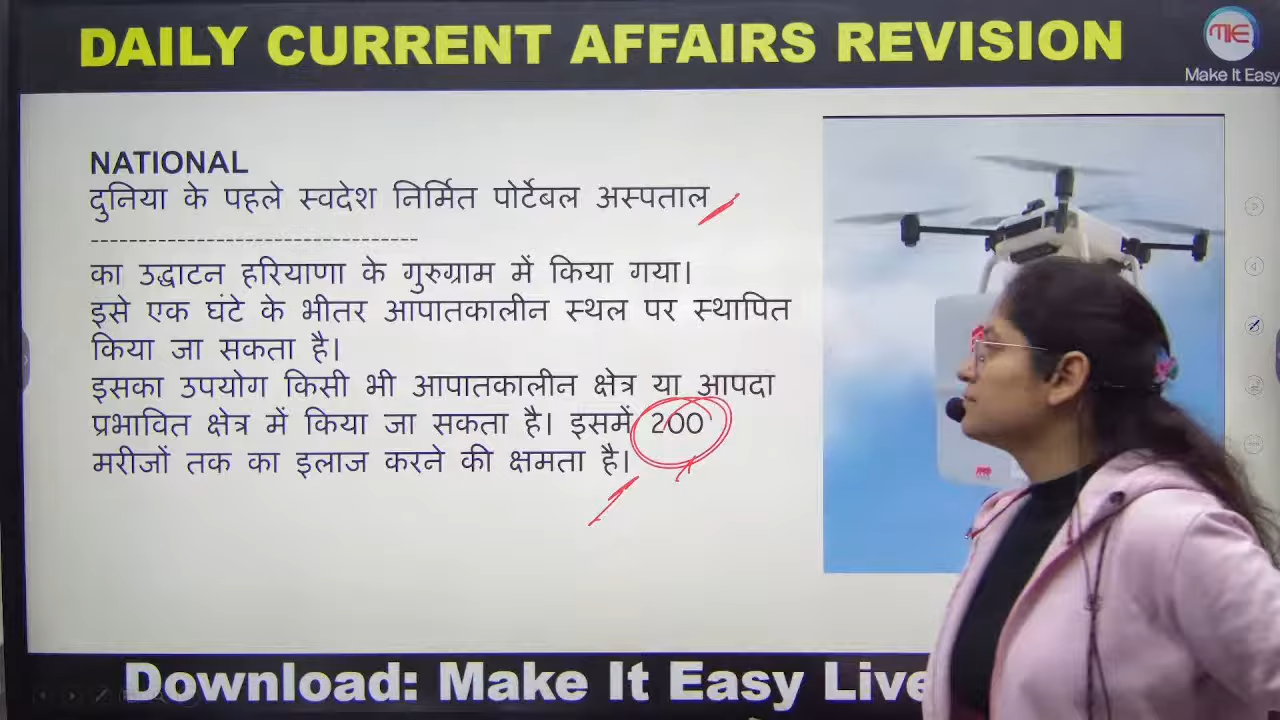 DAILY CURRENT AFFAIRS REVISION
MIE
Make It Easy
NATIONAL
दुनिया के पहले स्वदेश निर्मित पोर्टेबल अस्पताल
----------------------------------
का उद्घाटन हरियाणा के गुरुग्राम में किया गया।
इसे एक घंटे के भीतर आपातकालीन स्थल पर स्थापित
किया जा सकता है।
इसका उपयोग किसी भी आपातकालीन क्षेत्र या आपदा
प्रभावित क्षेत्र में किया जा सकता है। इसमें 200
मरीजों तक का इलाज करने की क्षमता है।
Download: Make It Easy Live